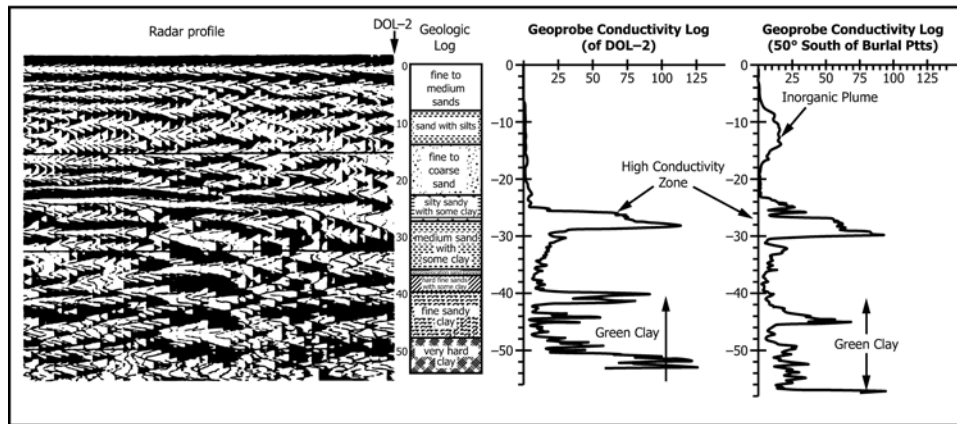 Radar profile
DOL–2
Geologic
Log
0
10
20
30
40
50
fine to
medium
sands
sand with silts
fine to
coarse
sand
silty sandy
with some clay
medium sand
with
some clay
hard fine sands
with some clay
fine sandy
clay
very hard
clay
Geoprobe Conductivity Log
(of DOL–2)
0 25 50 75 100 125
0
−10
−20
−30
−40
−50
High Conductivity
Zone
Green Clay
Geoprobe Conductivity Log
(50° South of Burlal Ptts)
25 50 75 100 125
0
−10
−20
−30
−40
−50
Inorganic Plume
Green Clay